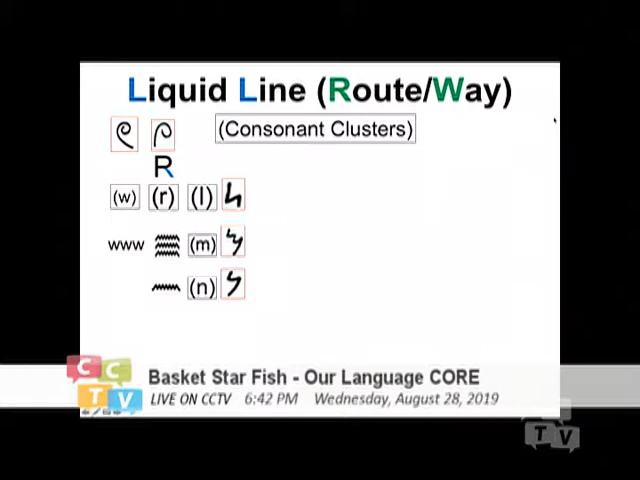 Liquid Line (Route/Way)
(Consonant Clusters)
R
(w) (r) (l)
www (m)
(n)
CCTV
Basket Star Fish - Our Language CORE
LIVE ON CCTV 6:42 PM Wednesday, August 28, 2019
TV